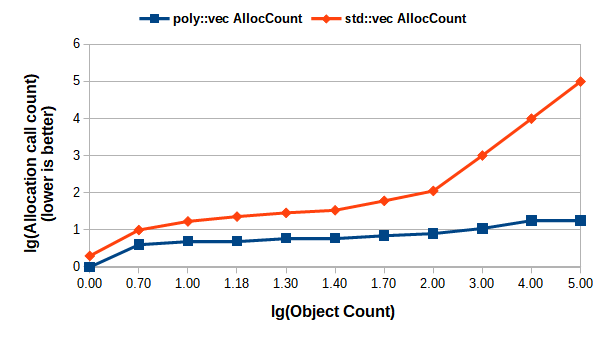 poly::vec AllocCount std::vec AllocCount
lg(Allocation call count)
(lower is better)
6
5
4
3
2
1
0
0.00 0.70 1.00 1.18 1.30 1.40 1.70 2.00 3.00 4.00 5.00
lg(Object Count)